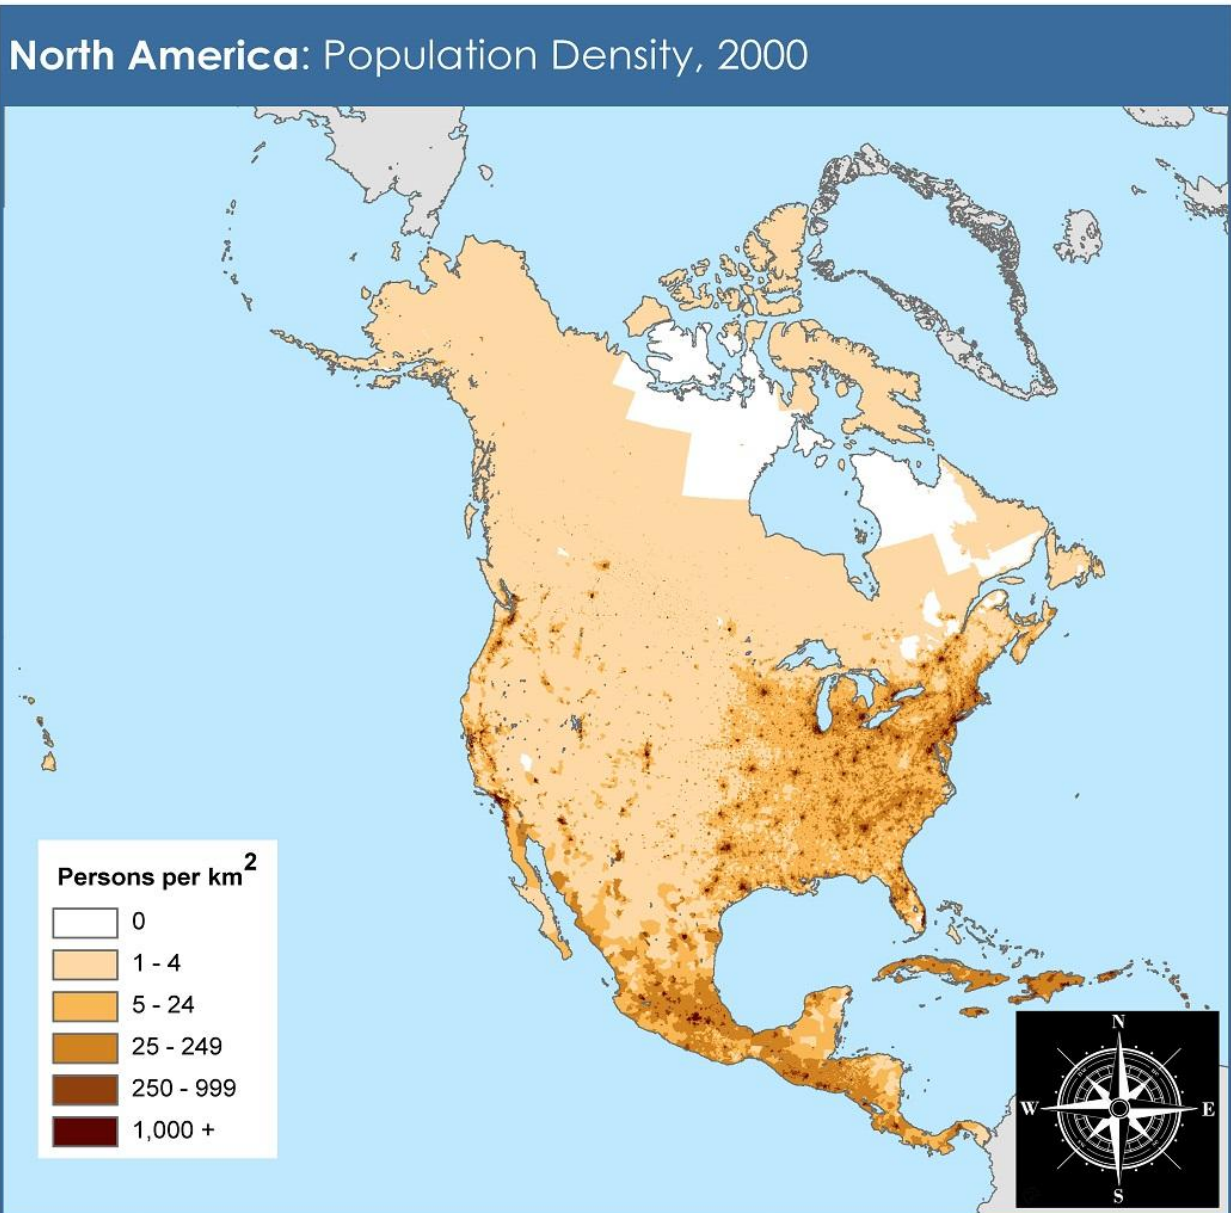 North America: Population Density, 2000
Persons per km²
0
1 - 4
5 - 24
25 - 249
250 - 999
1,000 +
N
W E
S